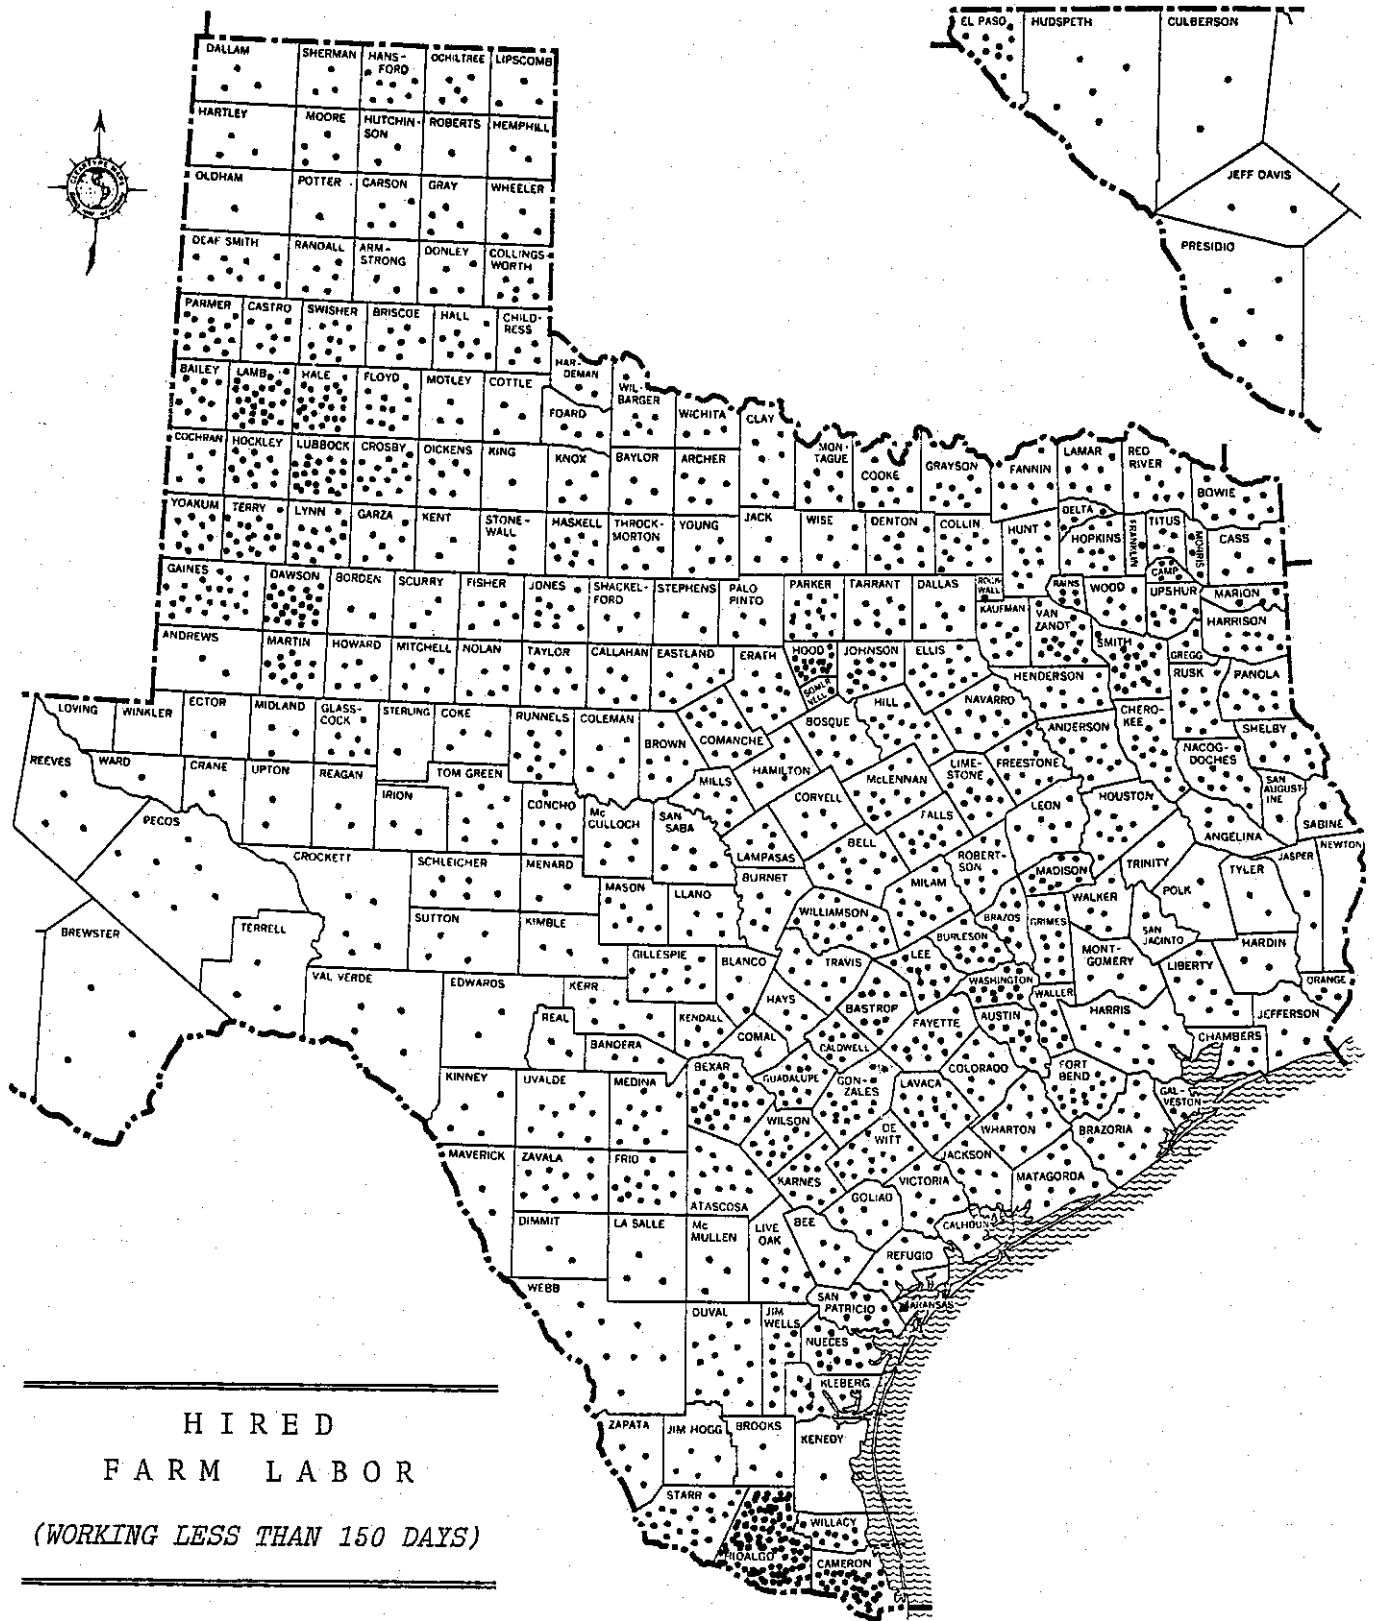 EL PASO HUDSPETH CULBERSON
JEFF DAVIS
PRESIDIO
DALLAM SHERMAN HANS-
FORD OCHILTREE LIPSCOMB
HARTLEY MOORE HUTCHIN-
SON ROBERTS HEMPHILL
OLDHAM POTTER CARSON GRAY WHEELER
DEAF SMITH RANDALL ARM-
STRONG DONLEY COLLINGS-
WORTH
PARMER CASTRO SWISHER BRISCOE HALL CHILD-
RESS
HAR-
DEMAN
BAILEY LAMB HALE FLOYD MOTLEY COTTLE
FOARD WIL-
BARGER WICHITA CLAY
COCHRAN HOCKLEY LUBBOCK CROSBY DICKENS KING
KNOX BAYLOR ARCHER MON-
TAGUE COOKE GRAYSON FANNIN LAMAR RED
RIVER BOWIE
YOAKUM TERRY LYNN GARZA KENT STONE-
WALL HASKELL THROCK-
MORTON YOUNG JACK WISE DENTON COLLIN HUNT DELTA
HOPKINS FRANKLIN TITUS MORRIS CASS
CAMP
GAINES DAWSON BORDEN SCURRY FISHER JONES SHACKEL-
FORD STEPHENS PALO
PINTO PARKER TARRANT DALLAS ROCK-
WALL RAINS WOOD UPSHUR MARION
KAUFMAN VAN
ZANDT SMITH HARRISON
GREGG
ANDREWS MARTIN HOWARD MITCHELL NOLAN TAYLOR CALLAHAN EASTLAND ERATH HOOD JOHNSON ELLIS
HENDERSON RUSK PANOLA
SOMER
VELL
LOVING WINKLER ECTOR MIDLAND GLASS-
COCK STERLING COKE RUNNELS COLEMAN BROWN COMANCHE BOSQUE HILL NAVARRO
ANDERSON CHERO-
KEE SHELBY
NACOG-
DOCHES
REEVES WARD CRANE UPTON REAGAN TOM GREEN
HAMILTON McLENNAN LIME-
STONE FREESTONE
SAN
AUGUST-
INE
SABINE
IRION CONCHO Mc
CULLOCH SAN
SABA MILLS CORYELL FALLS LEON HOUSTON ANGELINA
PECOS
CROCKETT SCHLEICHER MENARD LAMPASAS BELL ROBERT-
SON MADISON TRINITY
POLK TYLER JASPER NEWTON
BURNET MILAM WALKER
MASON LLANO
SUTTON KIMBLE WILLIAMSON BRAZOS GRIMES SAN
JACINTO HARDIN
BREWSTER TERRELL
BURLESON MONT-
GOMERY LIBERTY
GILLESPIE BLANCO TRAVIS LEE
WASHINGTON WALLER ORANGE
VAL VERDE EDWARDS KERR HAYS BASTROP
HARRIS JEFFERSON
REAL KENDALL COMAL CALDWELL FAYETTE AUSTIN CHAMBERS
BANDERA
BEXAR GUADALUPE GON-
ZALES LAVACA COLORADO FORT
BEND GAL-
VESTON
KINNEY UVALDE MEDINA
WILSON DE
WITT WHARTON BRAZORIA
MAVERICK ZAVALA FRIO KARNES JACKSON
MATAGORDA
VICTORIA
GOLIAD
ATASCOSA
DIMMIT LA SALLE Mc
MULLEN LIVE
OAK BEE CALHOUN
REFUGIO
WEBB SAN
PATRICIO ARANSAS
DUVAL JIM
WELLS NUECES
KLEBERG
ZAPATA JIM HOGG BROOKS KENEDY
STARR
WILLACY
HIDALGO CAMERON
HIRED
FARM LABOR
(WORKING LESS THAN 150 DAYS)